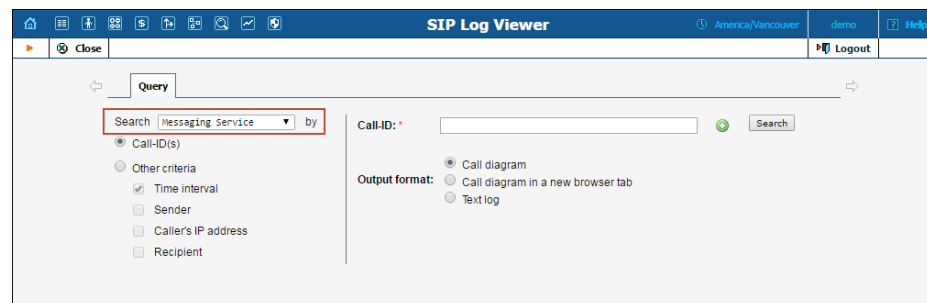 SIP Log Viewer
America/Vancouver
demo
? Help
Close
Logout
Query
Search Messaging Service by
Call-ID(s)
Other criteria
Time interval
Sender
Caller's IP address
Recipient
Call-ID: *
Search
Output format:
Call diagram
Call diagram in a new browser tab
Text log